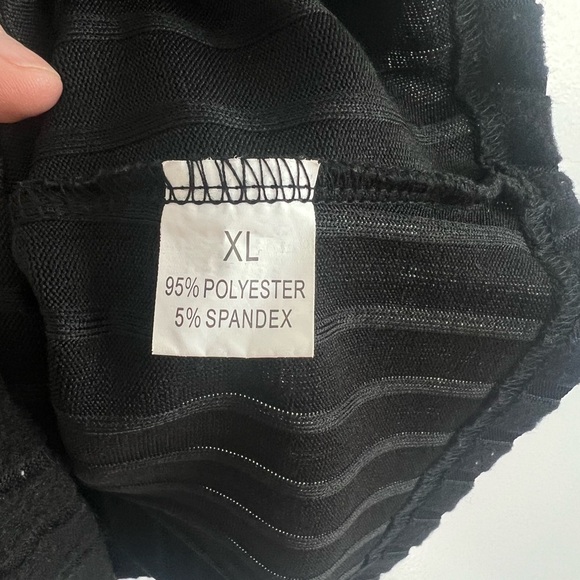 XL
95% POLYESTER
5% SPANDEX